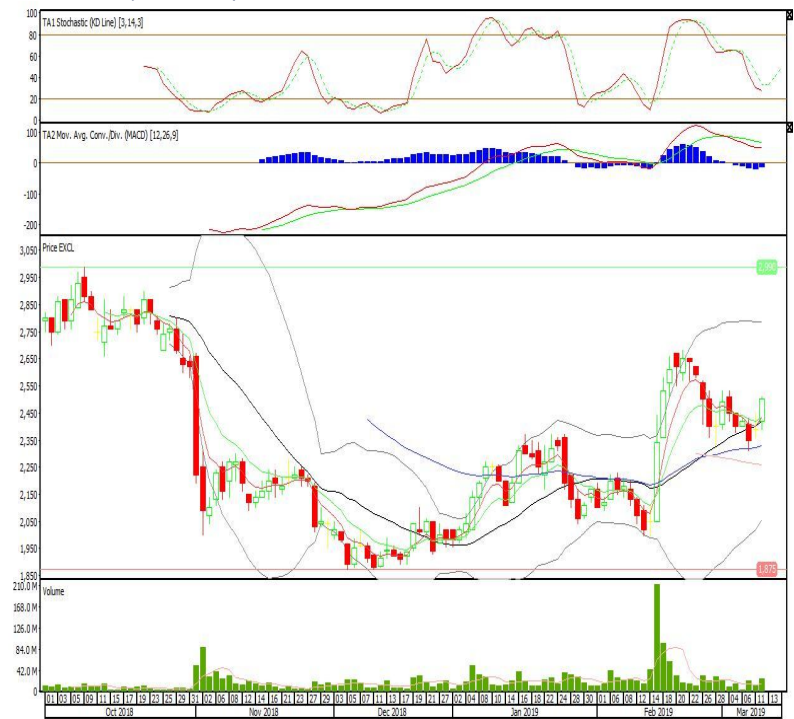 100
TA1 Stochastic (KD Line) [3,14,3]
80
60
40
20
0
TA2 Mov. Avg. Conv./Div. (MACD) [12,26,9]
100
0
-100
-200
Price EXCL
3,050
2,950
2,990
2,850
2,750
2,650
2,550
2,450
2,350
2,250
2,150
2,050
1,950
1,850
1,875
210.0 M
Volume
168.0 M
126.0 M
84.0 M
42.0 M
0
01 03 05 09 11 15 17 19 23 25 29 31 02 06 08 12 14 16 21 23 27 29 03 05 07 11 13 17 19 21 27 02 04 08 10 14 16 18 22 24 28 30 01 06 08 12 14 18 20 22 26 28 04 06 11 13
Oct 2018 Nov 2018 Dec 2018 Jan 2019 Feb 2019 Mar 2019